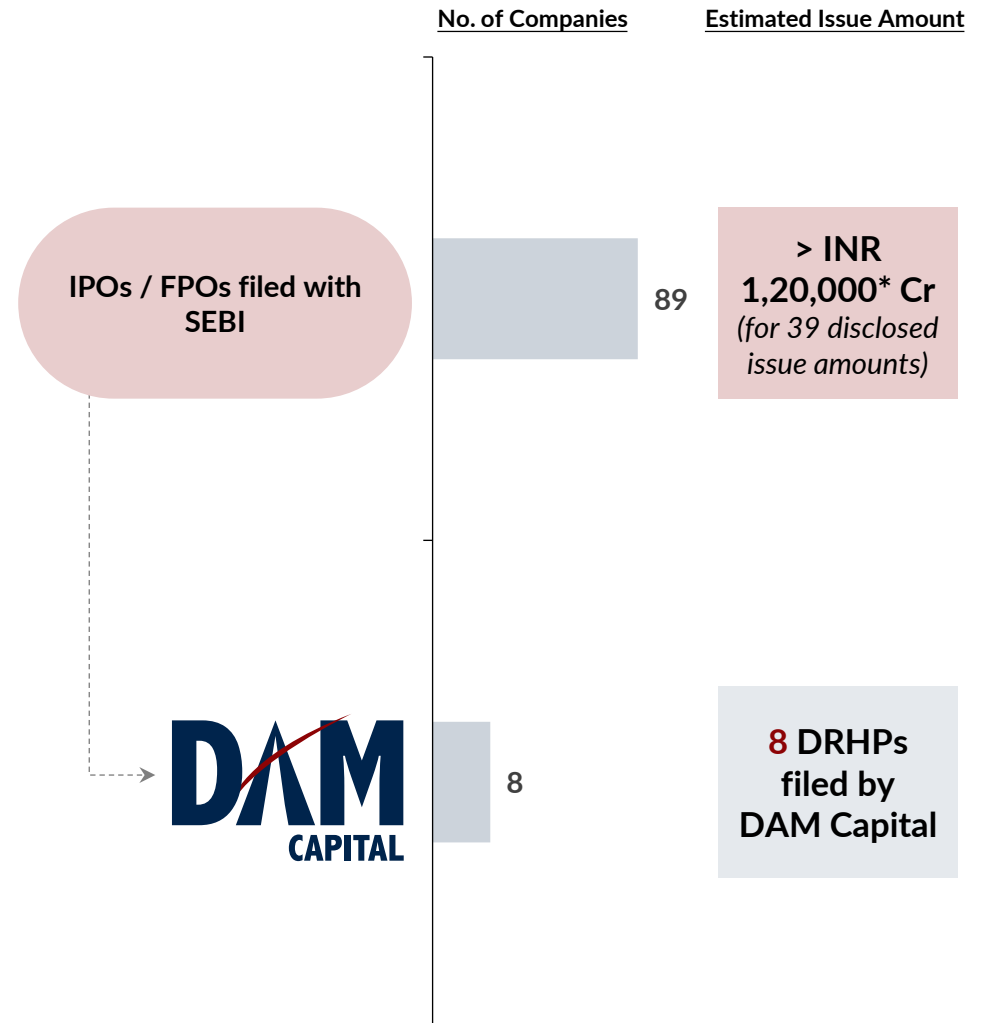 No. of Companies
Estimated Issue Amount
IPOs / FPOs filed with
SEBI
89
> INR
1,20,000* Cr
(for 39 disclosed
issue amounts)
DAM
CAPITAL
8
8 DRHPs
filed by
DAM Capital